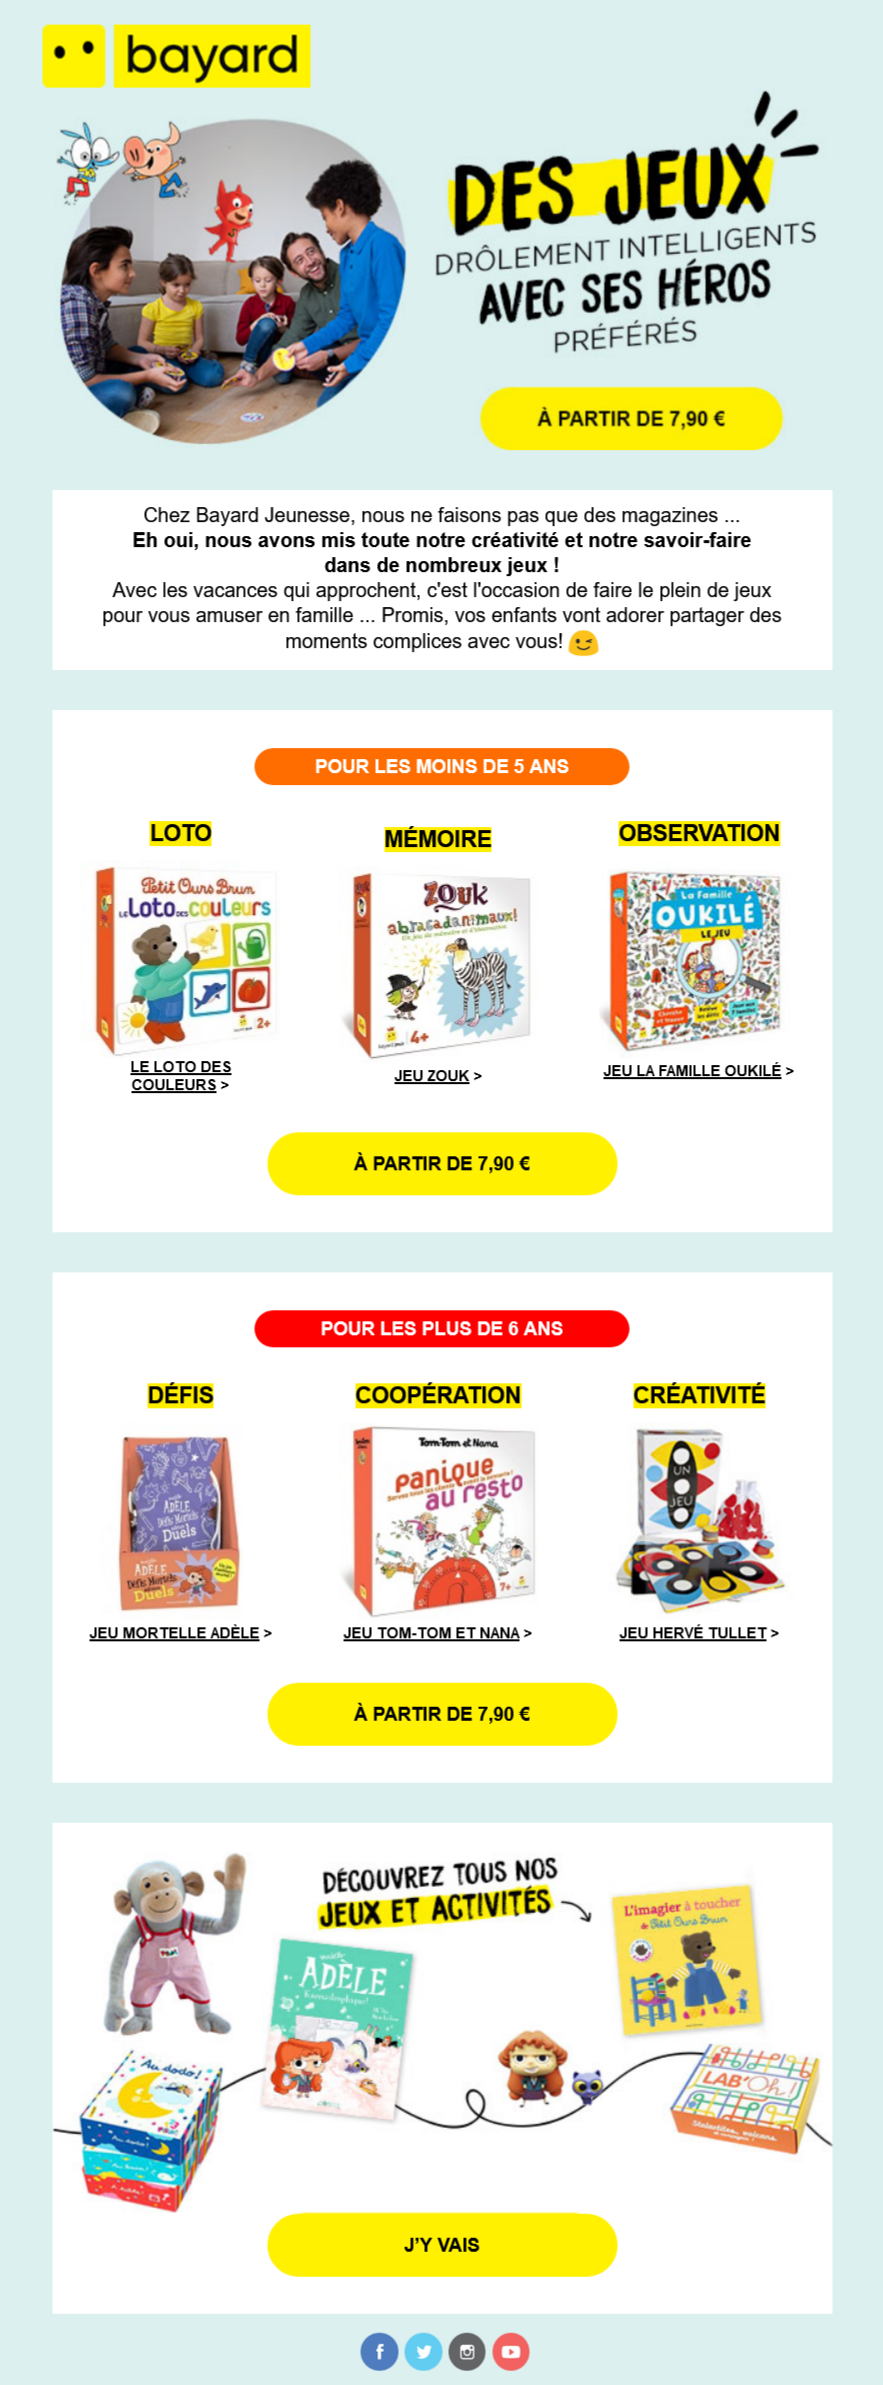 bayard
DES JEUX
DRÔLEMENT INTELLIGENTS
AVEC SES HÉROS
PRÉFÉRÉS
À PARTIR DE 7,90 €
Chez Bayard Jeunesse, nous ne faisons pas que des magazines ...
Eh oui, nous avons mis toute notre créativité et notre savoir-faire
dans de nombreux jeux !
Avec les vacances qui approchent, c'est l'occasion de faire le plein de jeux
pour vous amuser en famille ... Promis, vos enfants vont adorer partager des
moments complices avec vous! 😉
POUR LES MOINS DE 5 ANS
LOTO
MÉMOIRE
OBSERVATION
Petit Ours Brun
LE Loto DES couleurs
2+
ZOUK
abracadanimaux!
Un jeu de mémoire et d'observation
4+
La Famille
OUKILÉ
LE JEU
LE LOTO DES
COULEURS >
JEU ZOUK >
JEU LA FAMILLE OUKILÉ >
À PARTIR DE 7,90 €
POUR LES PLUS DE 6 ANS
DÉFIS
COOPÉRATION
CRÉATIVITÉ
ADÈLE
Défis Mortels
Duels
ADÈLE
Défis Mortels
Duels
Tom-Tom et Nana
panique
au resto
7+
UN
JEU
JEU MORTELLE ADÈLE >
JEU TOM-TOM ET NANA >
JEU HERVÉ TULLET >
À PARTIR DE 7,90 €
DÉCOUVREZ TOUS NOS
JEUX ET ACTIVITÉS
L'imagier à toucher
de Petit Ours Brun
mortelle
ADÈLE
Au dodo!
Au dodo!
LAB'Oh!
Stalactites, volcans
J'Y VAIS